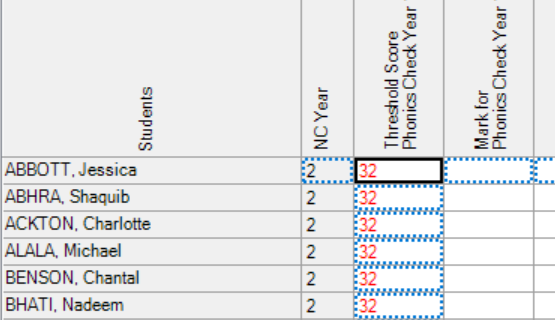 Students
NC Year
Threshold Score
Phonics Check Year
Mark for
Phonics Check Year
ABBOTT, Jessica 2 32
ABHRA, Shaquib 2 32
ACKTON, Charlotte 2 32
ALALA, Michael 2 32
BENSON, Chantal 2 32
BHATI, Nadeem 2 32